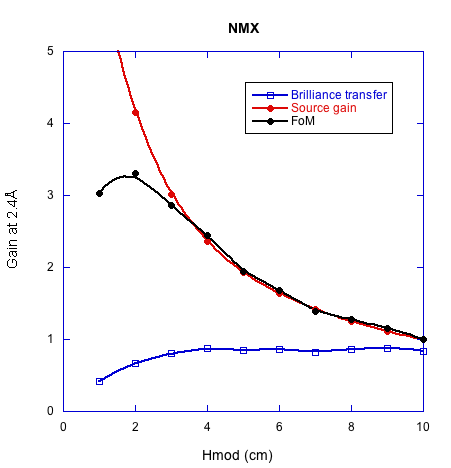 NMX
5
Brilliance transfer
Source gain
FoM
4
3
Gain at 2.4Å
2
1
0
0 2 4 6 8 10
Hmod (cm)